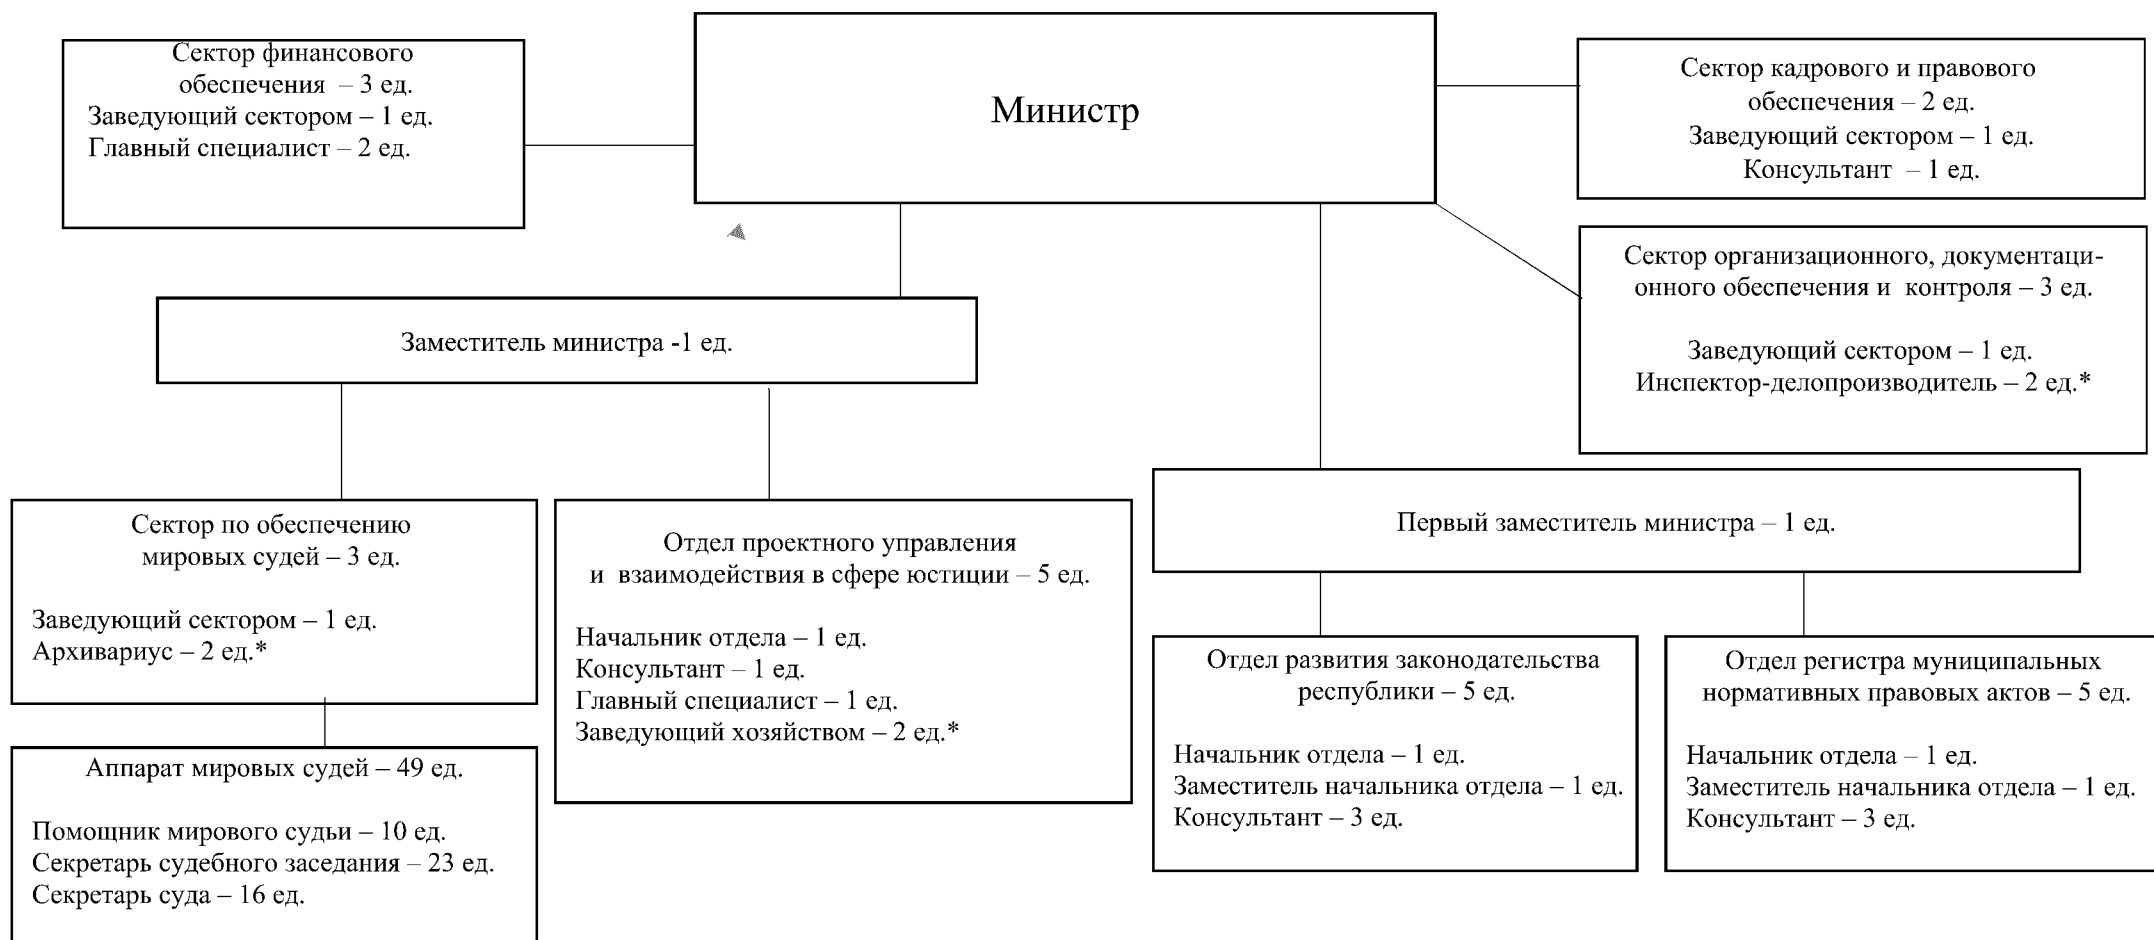 Министр
Сектор финансового
обеспечения – 3 ед.
Заведующий сектором – 1 ед.
Главный специалист – 2 ед.
Сектор кадрового и правового
обеспечения – 2 ед.
Заведующий сектором – 1 ед.
Консультант – 1 ед.
Сектор организационного, документаци-
онного обеспечения и контроля – 3 ед.
Заведующий сектором – 1 ед.
Инспектор-делопроизводитель – 2 ед.*
Заместитель министра -1 ед.
Сектор по обеспечению
мировых судей – 3 ед.
Заведующий сектором – 1 ед.
Архивариус – 2 ед.*
Аппарат мировых судей – 49 ед.
Помощник мирового судьи – 10 ед.
Секретарь судебного заседания – 23 ед.
Секретарь суда – 16 ед.
Отдел проектного управления
и взаимодействия в сфере юстиции – 5 ед.
Начальник отдела – 1 ед.
Консультант – 1 ед.
Главный специалист – 1 ед.
Заведующий хозяйством – 2 ед.*
Первый заместитель министра – 1 ед.
Отдел развития законодательства
республики – 5 ед.
Начальник отдела – 1 ед.
Заместитель начальника отдела – 1 ед.
Консультант – 3 ед.
Отдел регистра муниципальных
нормативных правовых актов – 5 ед.
Начальник отдела – 1 ед.
Заместитель начальника отдела – 1 ед.
Консультант – 3 ед.